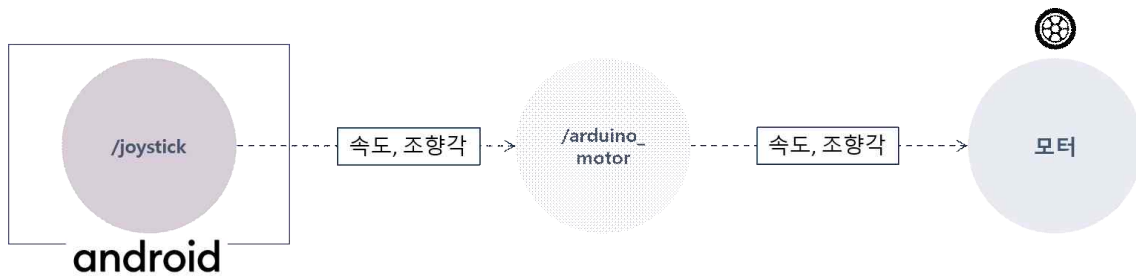 /joystick
속도, 조향각
/arduino_
motor
속도, 조향각
모터
android